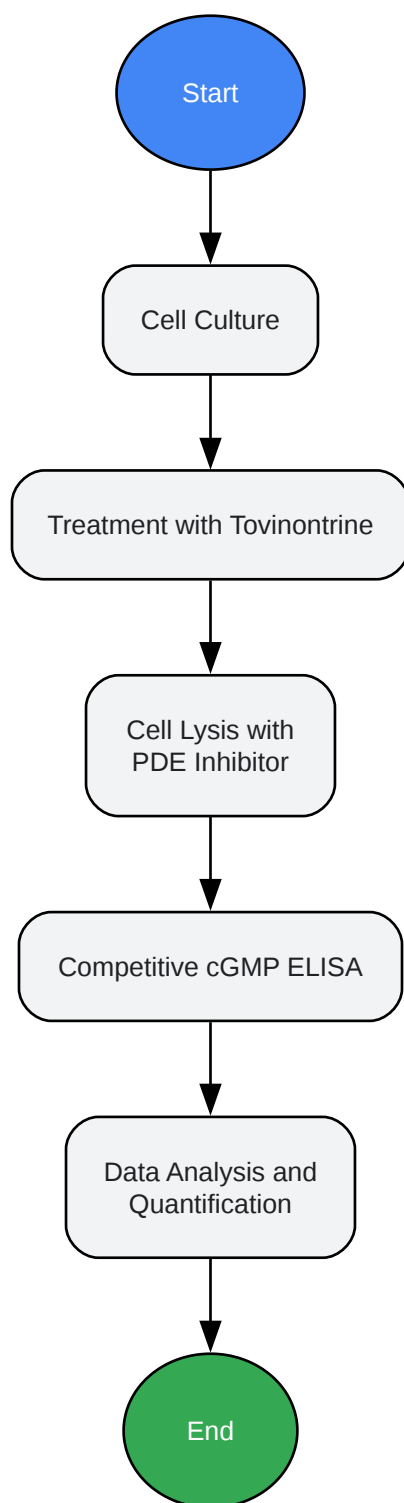 Start
Cell Culture
Treatment with Tovinontrine
Cell Lysis with
PDE Inhibitor
Competitive cGMP ELISA
Data Analysis and
Quantification
End